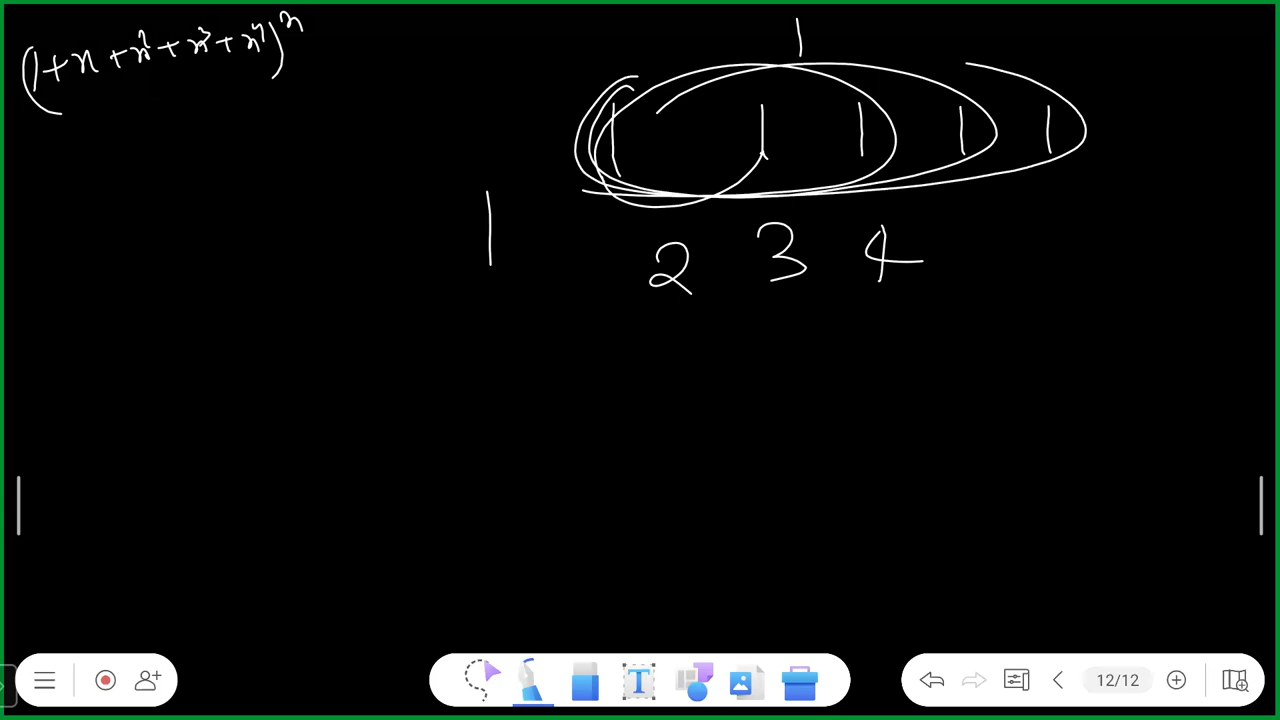 (1+x+x²+x³+x⁴)ⁿ
1
1 1 1 1 1
1 2 3 4
12/12